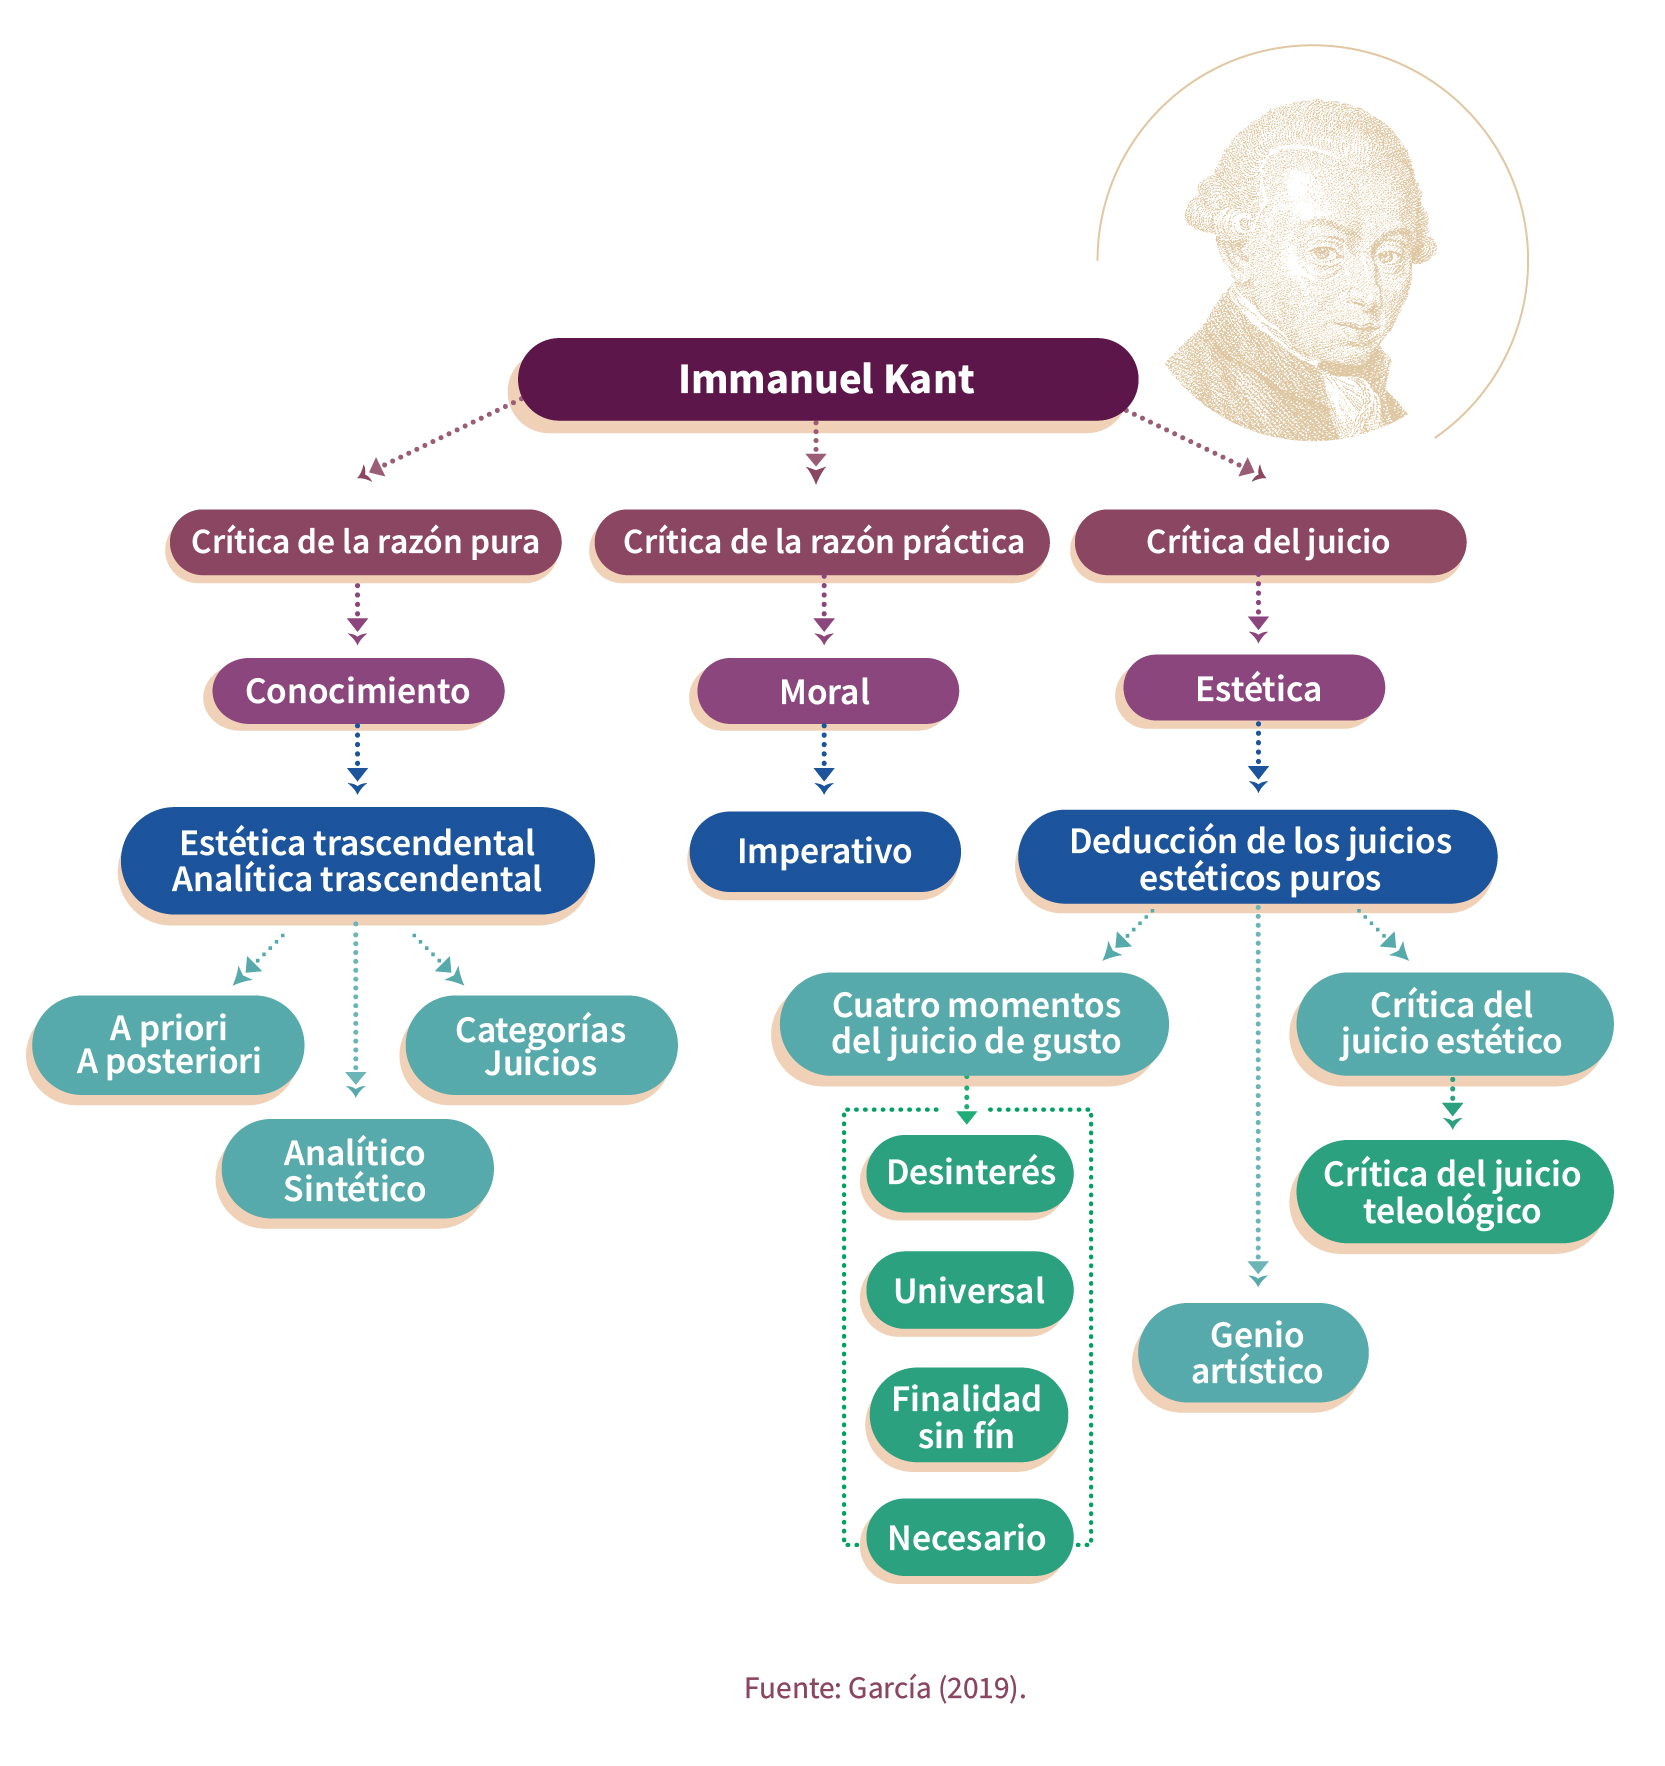 Immanuel Kant
Crítica de la razón pura
Crítica de la razón práctica
Crítica del juicio
Conocimiento
Moral
Estética
Estética trascendental
Analítica trascendental
Imperativo
Deducción de los juicios
estéticos puros
A priori
A posteriori
Categorías
Juicios
Analítico
Sintético
Cuatro momentos
del juicio de gusto
Crítica del
juicio estético
Desinterés
Universal
Finalidad
sin fín
Necesario
Crítica del juicio
teleológico
Genio
artístico
Fuente: García (2019).